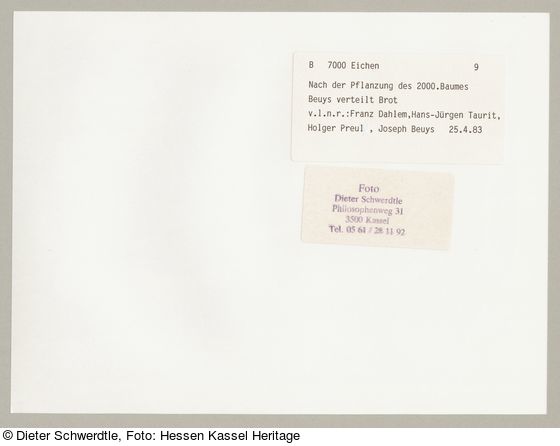 B 7000 Eichen 9
Nach der Pflanzung des 2000.Baumes
Beuys verteilt Brot
v.l.n.r.:Franz Dahlem,Hans-Jürgen Taurit,
Holger Preul , Joseph Beuys 25.4.83
Foto
Dieter Schwerdtle
Philosophenweg 31
3500 Kassel
Tel. 05 61 / 28 11 92
© Dieter Schwerdtle, Foto: Hessen Kassel Heritage